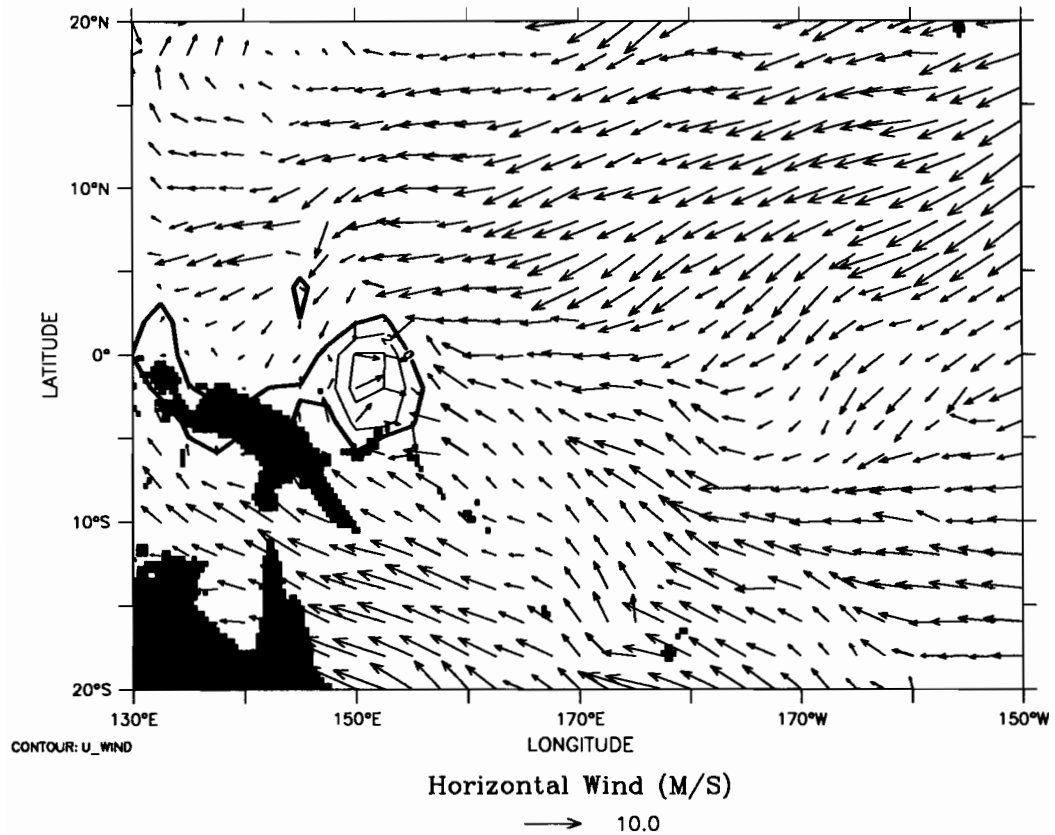 20°N
10°N
0°
10°S
20°S
LATITUDE
130°E 150°E 170°E 170°W 150°W
LONGITUDE
CONTOUR: U_WIND
Horizontal Wind (M/S)
10.0